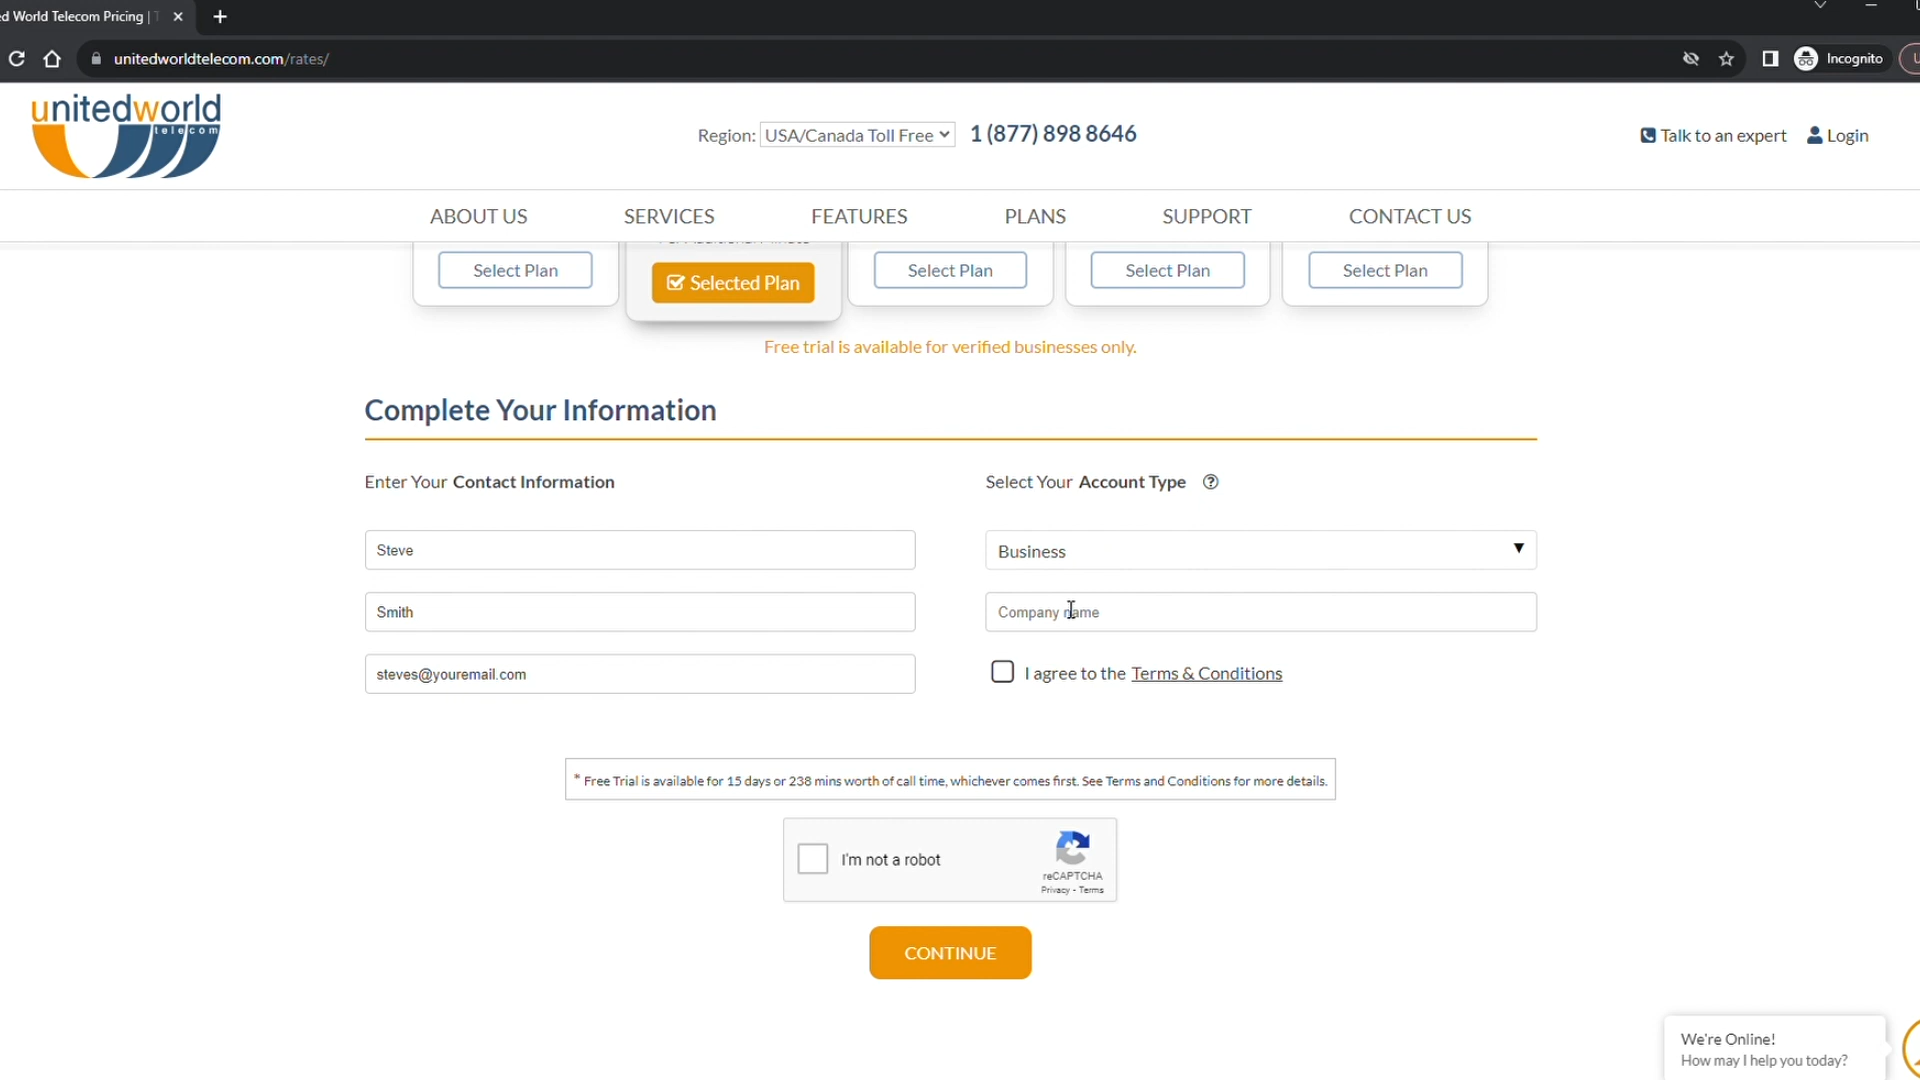 ed World Telecom Pricing |
unitedworldtelecom.com/rates/
Incognito
unitedworld
telecom
Region: USA/Canada Toll Free 1 (877) 898 8646
Talk to an expert Login
ABOUT US SERVICES FEATURES PLANS SUPPORT CONTACT US
Select Plan Selected Plan Select Plan Select Plan Select Plan
Free trial is available for verified businesses only.
Complete Your Information
Enter Your Contact Information
Select Your Account Type
Steve
Business
Smith
Company name
steves@youremail.com
I agree to the Terms & Conditions
* Free Trial is available for 15 days or 238 mins worth of call time, whichever comes first. See Terms and Conditions for more details.
I'm not a robot
reCAPTCHA
Privacy - Terms
CONTINUE
We're Online!
How may I help you today?